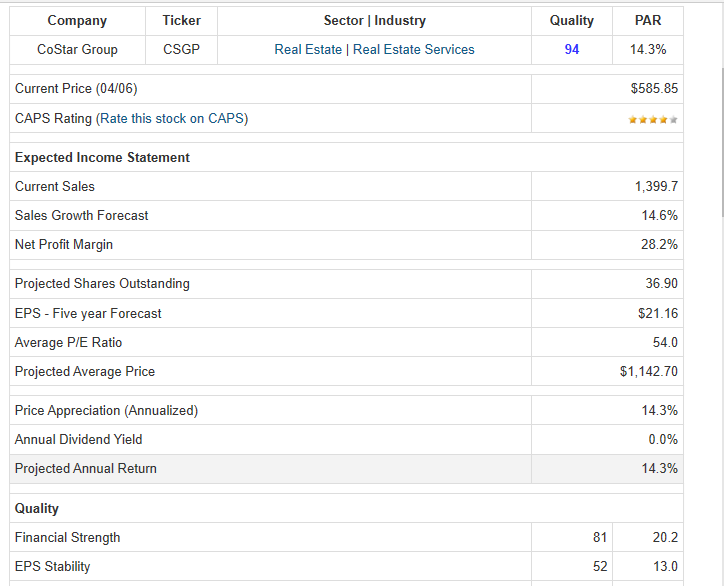 Company Ticker Sector | Industry Quality PAR
CoStar Group CSGP Real Estate | Real Estate Services 94 14.3%
Current Price (04/06) $585.85
CAPS Rating (Rate this stock on CAPS)
Expected Income Statement
Current Sales 1,399.7
Sales Growth Forecast 14.6%
Net Profit Margin 28.2%
Projected Shares Outstanding 36.90
EPS - Five year Forecast $21.16
Average P/E Ratio 54.0
Projected Average Price $1,142.70
Price Appreciation (Annualized) 14.3%
Annual Dividend Yield 0.0%
Projected Annual Return 14.3%
Quality
Financial Strength 81 20.2
EPS Stability 52 13.0